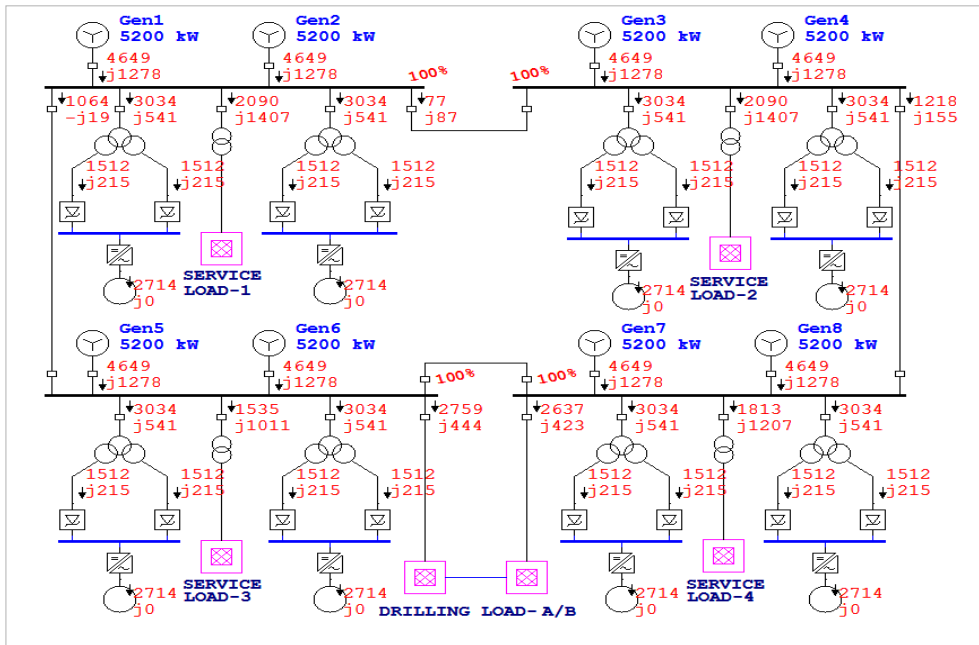 Gen1
5200 kW
Gen2
5200 kW
Gen3
5200 kW
Gen4
5200 kW
4649
j1278
4649
j1278
100%
100%
4649
j1278
4649
j1278
1064
-j19
3034
j541
2090
j1407
3034
j541
77
j87
3034
j541
2090
j1407
3034
j541
1218
j155
1512
j215
1512
j215
1512
j215
1512
j215
1512
j215
1512
j215
1512
j215
1512
j215
SERVICE
LOAD-1
SERVICE
LOAD-2
2714
j0
2714
j0
2714
j0
2714
j0
Gen5
5200 kW
Gen6
5200 kW
Gen7
5200 kW
Gen8
5200 kW
4649
j1278
4649
j1278
100%
100%
4649
j1278
4649
j1278
3034
j541
1535
j1011
3034
j541
2759
j444
2637
j423
3034
j541
1813
j1207
3034
j541
1512
j215
1512
j215
1512
j215
1512
j215
1512
j215
1512
j215
1512
j215
1512
j215
SERVICE
LOAD-3
SERVICE
LOAD-4
2714
j0
2714
j0
2714
j0
2714
j0
DRILLING LOAD-A/B